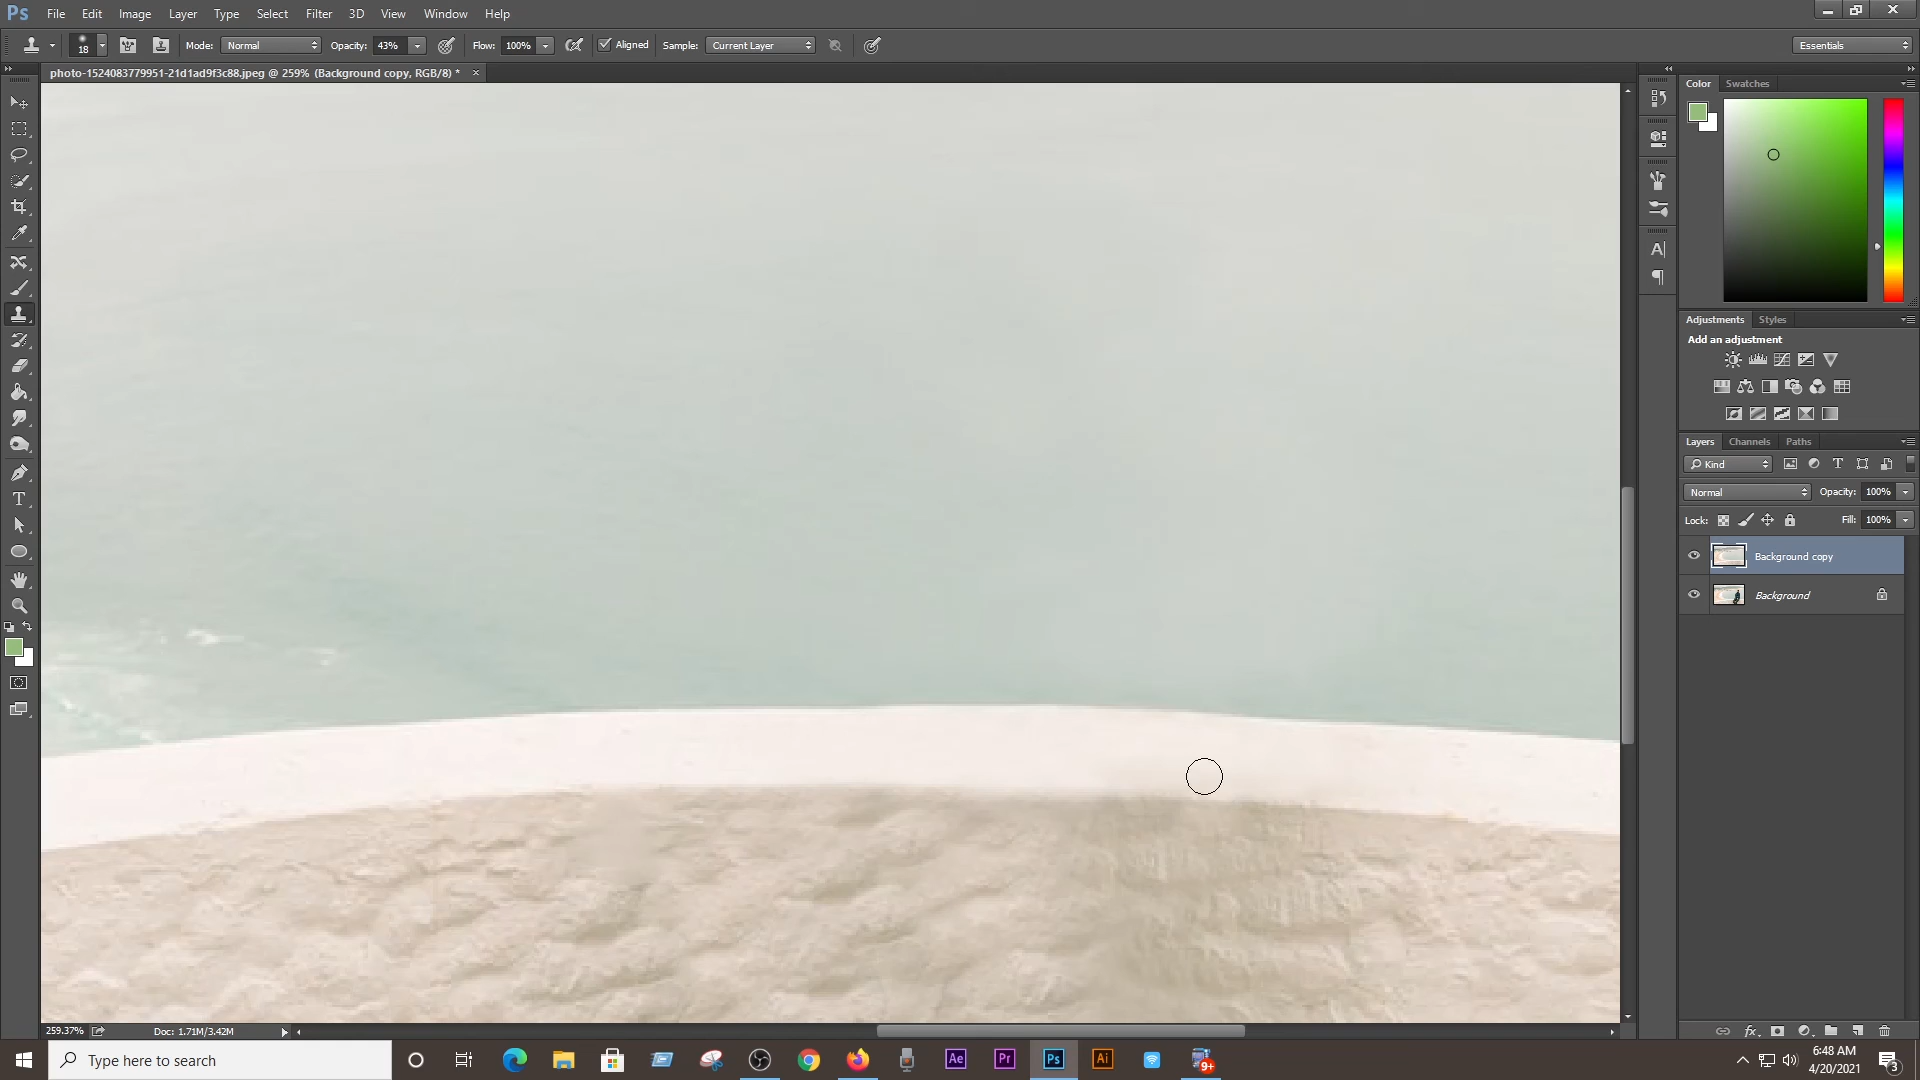 Ps File Edit Image Layer Type Select Filter 3D View Window Help
18 Mode: Normal Opacity: 43% Flow: 100% Aligned Sample: Current Layer Essentials
photo-1524083779951-21d1ad9f3c88.jpeg @ 259% (Background copy, RGB/8) * ×
Color Swatches
Adjustments Styles
Add an adjustment
Layers Channels Paths
Kind
Normal Opacity: 100%
Lock: Fill: 100%
Background copy
Background
259.37% Doc: 1.71M/3.42M
Type here to search
Ae Pr Ps Ai 9+
6:48 AM
4/20/2021
3